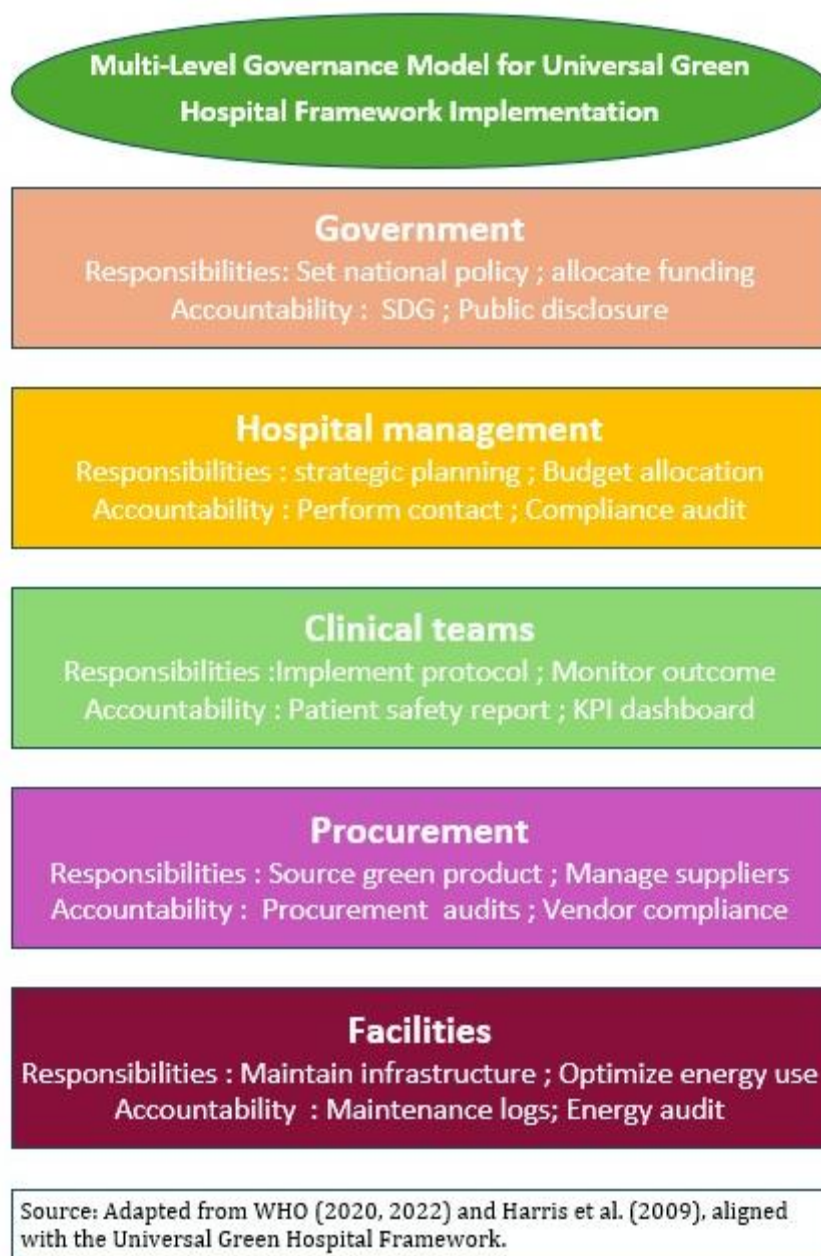 Multi-Level Governance Model for Universal Green
Hospital Framework Implementation
Government
Responsibilities: Set national policy ; allocate funding
Accountability : SDG ; Public disclosure
Hospital management
Responsibilities : strategic planning ; Budget allocation
Accountability : Perform contact ; Compliance audit
Clinical teams
Responsibilities :Implement protocol ; Monitor outcome
Accountability : Patient safety report ; KPI dashboard
Procurement
Responsibilities : Source green product ; Manage suppliers
Accountability : Procurement audits ; Vendor compliance
Facilities
Responsibilities : Maintain infrastructure ; Optimize energy use
Accountability : Maintenance logs; Energy audit
Source: Adapted from WHO (2020, 2022) and Harris et al. (2009), aligned
with the Universal Green Hospital Framework.